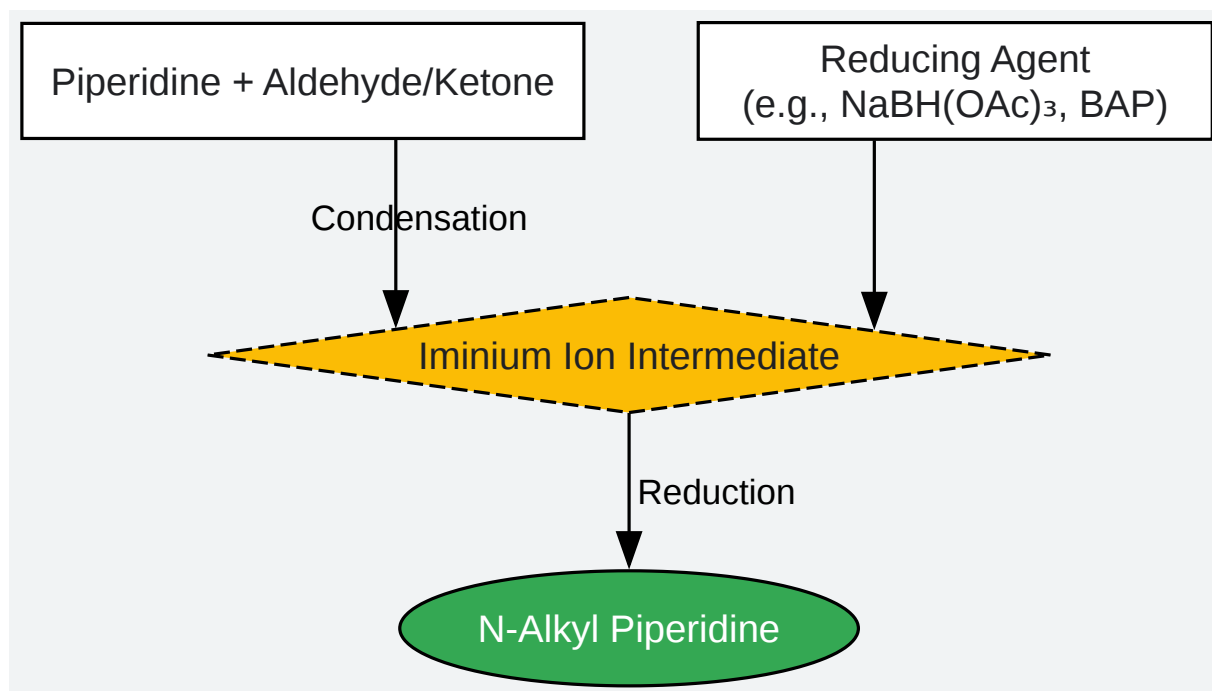 Piperidine + Aldehyde/Ketone
Reducing Agent
(e.g., NaBH(OAc)₃, BAP)
Condensation
Iminium Ion Intermediate
Reduction
N-Alkyl Piperidine